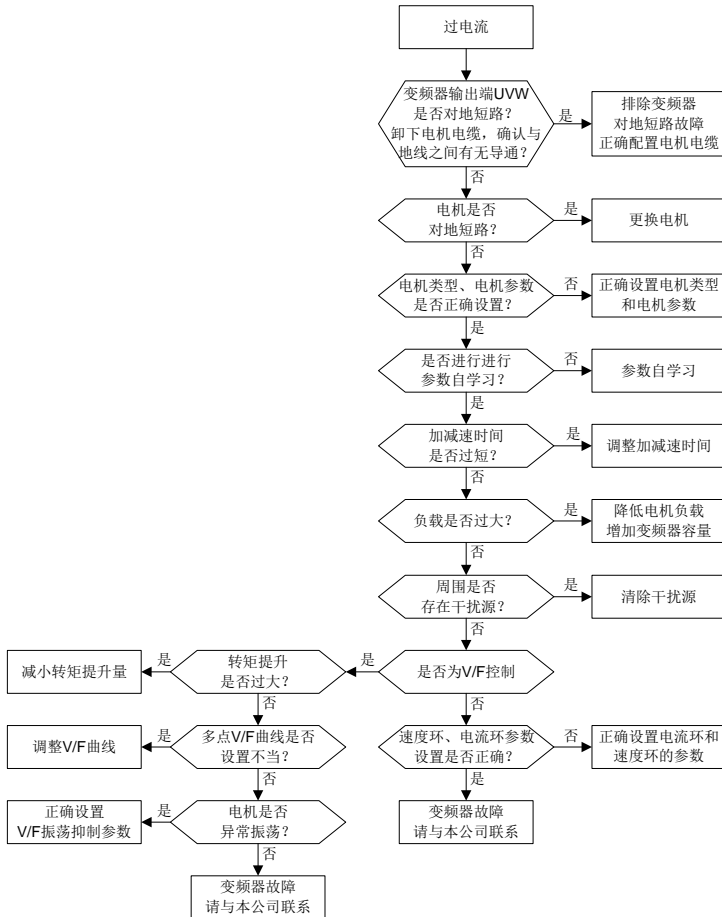 过电流
变频器输出端UVW
是否对地短路？
卸下电机电缆，确认与
地线之间有无导通？
是
排除变频器
对地短路故障
正确配置电机电缆
否
电机是否
对地短路？
是
更换电机
否
电机类型、电机参数
是否正确设置？
否
正确设置电机类型
和电机参数
是
是否进行进行
参数自学习？
否
参数自学习
是
加减速时间
是否过短？
是
调整加减速时间
否
负载是否过大？
是
降低电机负载
增加变频器容量
否
周围是否
存在干扰源？
是
清除干扰源
否
是否为V/F控制
是
转矩提升
是否过大？
是
减小转矩提升量
否
多点V/F曲线是否
设置不当？
是
调整V/F曲线
否
电机是否
异常振荡？
是
正确设置
V/F振荡抑制参数
否
变频器故障
请与本公司联系
否
速度环、电流环参数
设置是否正确？
否
正确设置电流环和
速度环的参数
是
变频器故障
请与本公司联系